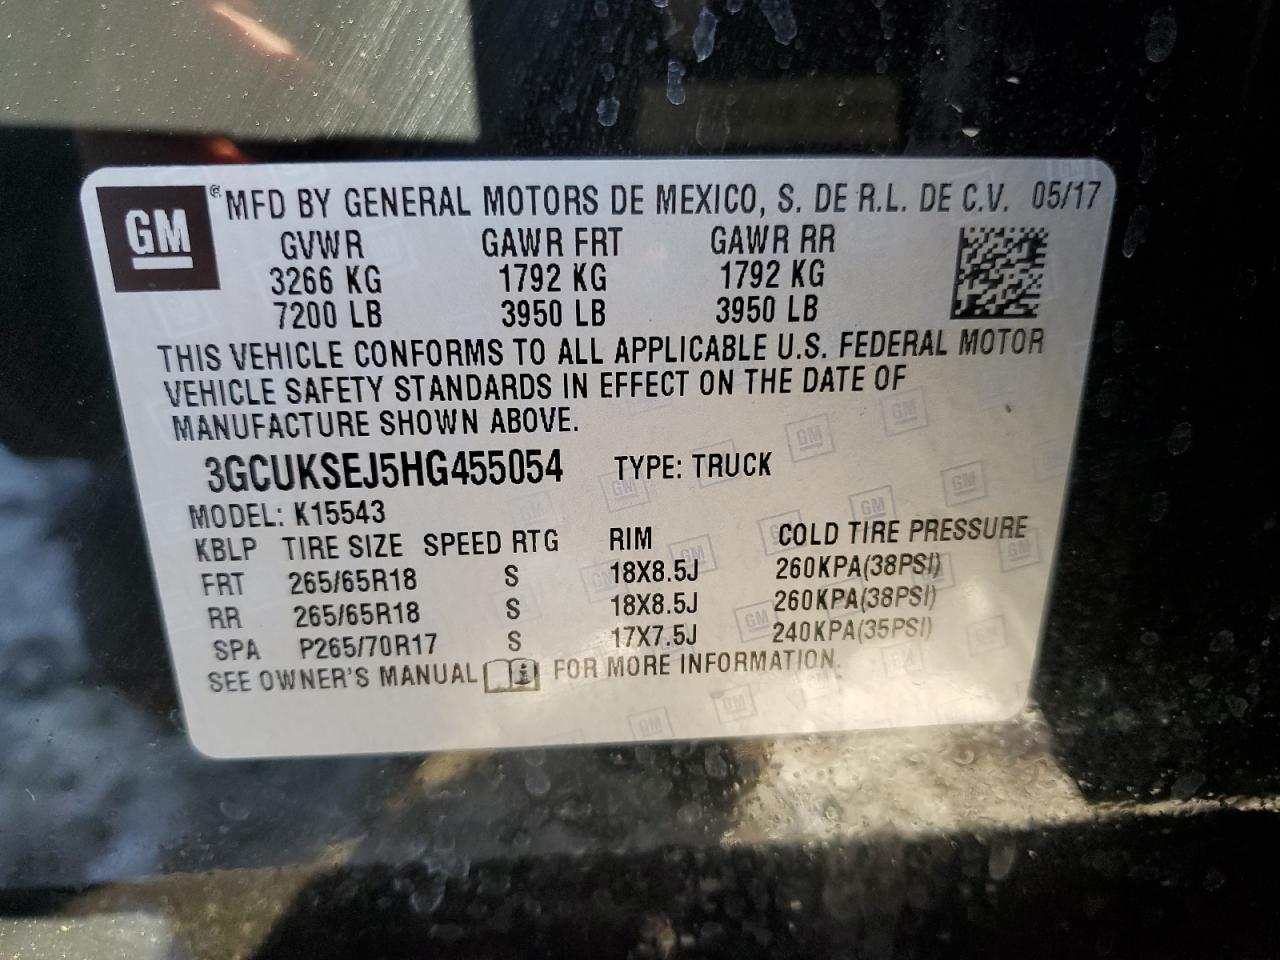 GM ® MFD BY GENERAL MOTORS DE MEXICO, S. DE R.L. DE C.V. 05/17
GVWR GAWR FRT GAWR RR
3266 KG 1792 KG 1792 KG
7200 LB 3950 LB 3950 LB
THIS VEHICLE CONFORMS TO ALL APPLICABLE U.S. FEDERAL MOTOR
VEHICLE SAFETY STANDARDS IN EFFECT ON THE DATE OF
MANUFACTURE SHOWN ABOVE.
3GCUKSEJ5HG455054 TYPE: TRUCK
MODEL: K15543
KBLP TIRE SIZE SPEED RTG RIM COLD TIRE PRESSURE
FRT 265/65R18 S 18X8.5J 260KPA(38PSI)
RR 265/65R18 S 18X8.5J 260KPA(38PSI)
SPA P265/70R17 S 17X7.5J 240KPA(35PSI)
SEE OWNER'S MANUAL i FOR MORE INFORMATION.